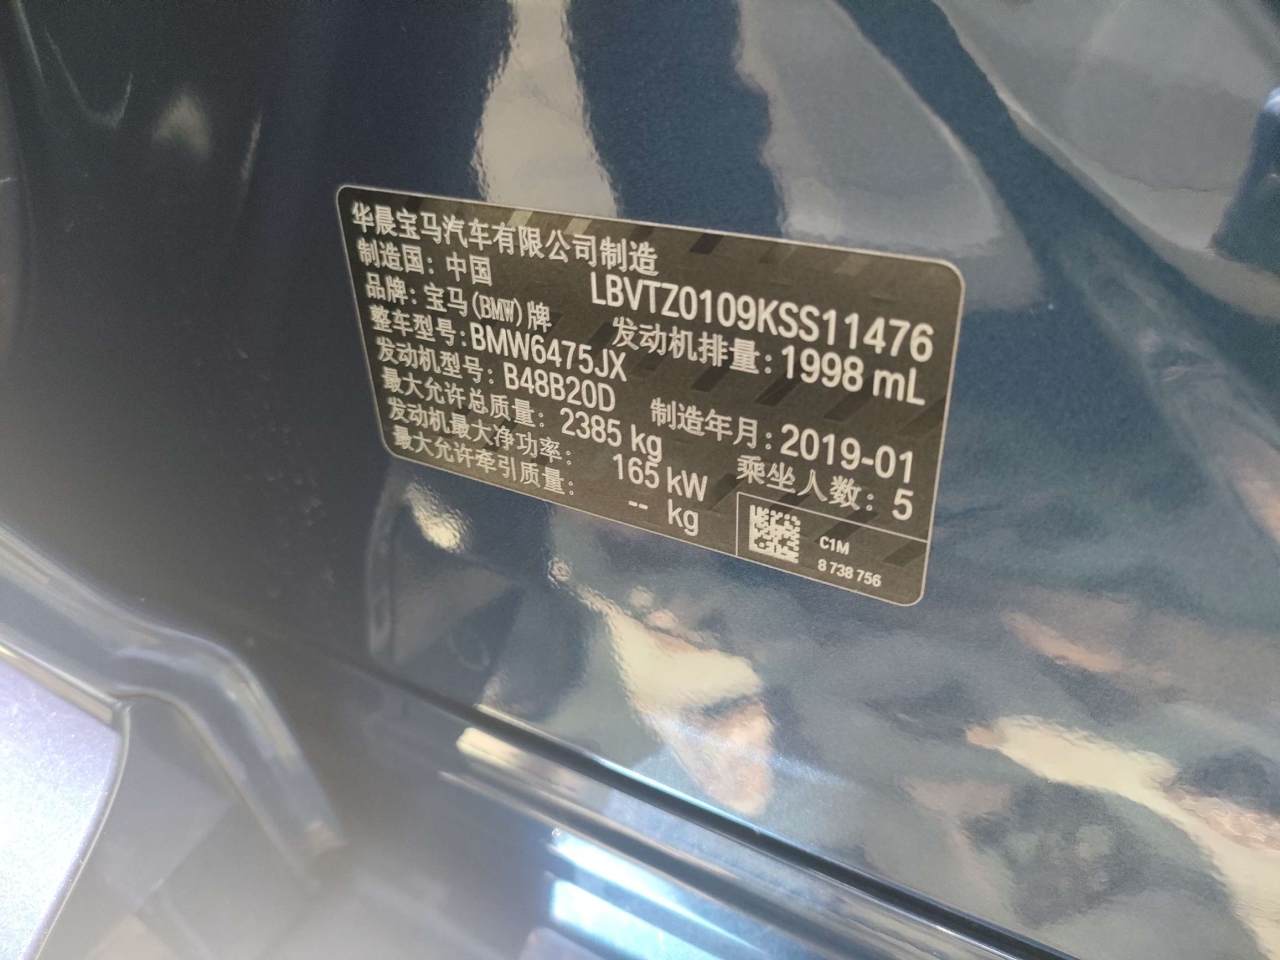 华晨宝马汽车有限公司制造
制造国：中国
LBVTZ0109KSS11476
品牌：宝马(BMW)牌
发动机排量：1998 mL
整车型号：BMW6475JX
发动机型号：B48B20D
制造年月：2019-01
最大允许总质量：2385 kg
乘坐人数：5
发动机最大净功率：165 kW
最大允许牵引质量：-- kg
C1M
8 738 756